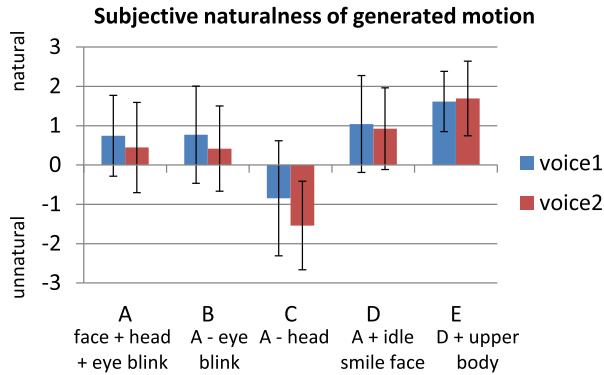 Subjective naturalness of generated motion
natural
unnatural
3
2
1
0
-1
-2
-3
voice1
voice2
A B C D E
face + head A - eye A - head A + idle D + upper
+ eye blink blink smile face body